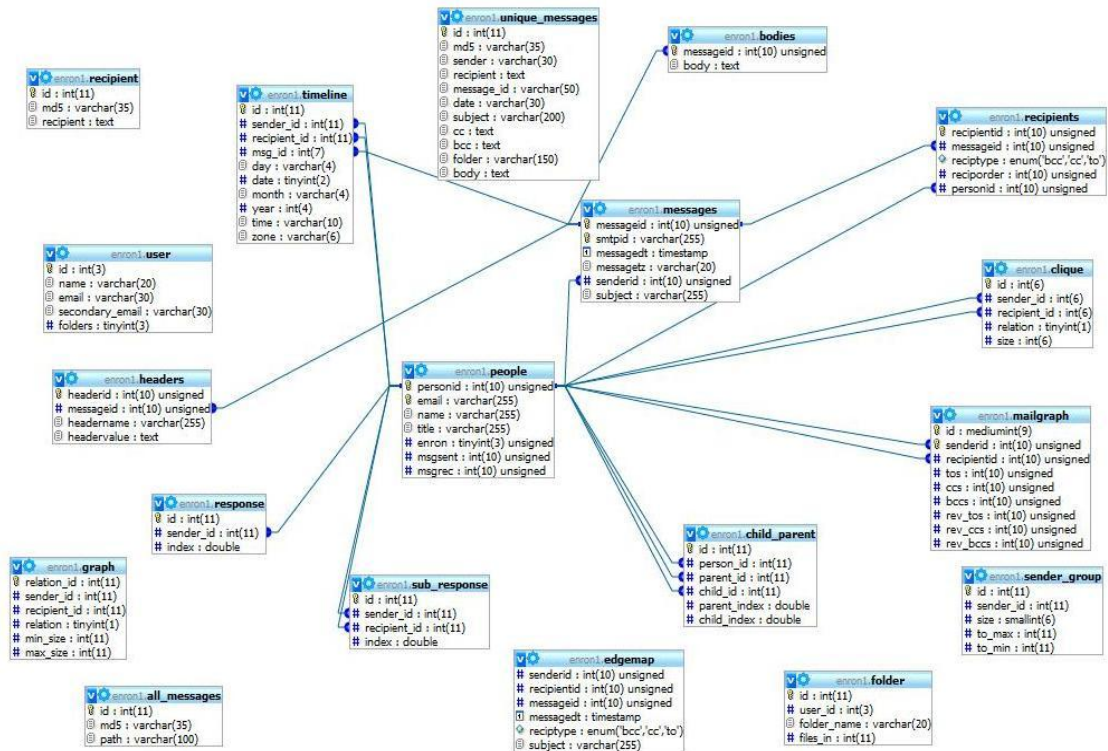 enron1.unique_messages
id : int(11)
md5 : varchar(35)
sender : varchar(30)
recipient : text
message_id : varchar(50)
date : varchar(30)
subject : varchar(200)
cc : text
bcc : text
folder : varchar(150)
body : text
enron1.bodies
messageid : int(10) unsigned
body : text
enron1.recipient
id : int(11)
md5 : varchar(35)
recipient : text
enron1.timeline
id : int(11)
sender_id : int(11)
recipient_id : int(11)
msg_id : int(7)
day : varchar(4)
date : tinyint(2)
month : varchar(4)
year : int(4)
time : varchar(10)
zone : varchar(6)
enron1.recipients
recipientid : int(10) unsigned
messageid : int(10) unsigned
reciptype : enum('bcc','cc','to')
reciporder : int(10) unsigned
personid : int(10) unsigned
enron1.messages
messageid : int(10) unsigned
smtpid : varchar(255)
messagedt : timestamp
messagetz : varchar(20)
senderid : int(10) unsigned
subject : varchar(255)
enron1.user
id : int(3)
name : varchar(20)
email : varchar(30)
secondary_email : varchar(30)
folders : tinyint(3)
enron1.clique
id : int(6)
sender_id : int(6)
recipient_id : int(6)
relation : tinyint(1)
size : int(6)
enron1.headers
headerid : int(10) unsigned
messageid : int(10) unsigned
headername : varchar(255)
headervalue : text
enron1.people
personid : int(10) unsigned
email : varchar(255)
name : varchar(255)
title : varchar(255)
enron : tinyint(3) unsigned
msgsent : int(10) unsigned
msgrec : int(10) unsigned
enron1.mailgraph
id : mediumint(9)
senderid : int(10) unsigned
recipientid : int(10) unsigned
tos : int(10) unsigned
ccs : int(10) unsigned
bccs : int(10) unsigned
rev_tos : int(10) unsigned
rev_ccs : int(10) unsigned
rev_bccs : int(10) unsigned
enron1.response
id : int(11)
sender_id : int(11)
index : double
enron1.child_parent
id : int(11)
person_id : int(11)
parent_id : int(11)
child_id : int(11)
parent_index : double
child_index : double
enron1.graph
relation_id : int(11)
sender_id : int(11)
recipient_id : int(11)
relation : tinyint(1)
min_size : int(11)
max_size : int(11)
enron1.sub_response
id : int(11)
sender_id : int(11)
recipient_id : int(11)
index : double
enron1.sender_group
id : int(11)
sender_id : int(11)
size : smallint(6)
to_max : int(11)
to_min : int(11)
enron1.edgemap
senderid : int(10) unsigned
recipientid : int(10) unsigned
messageid : int(10) unsigned
messagedt : timestamp
reciptype : enum('bcc','cc','to')
subject : varchar(255)
enron1.folder
id : int(11)
user_id : int(3)
folder_name : varchar(20)
files_in : int(11)
enron1.all_messages
id : int(11)
md5 : varchar(35)
path : varchar(100)